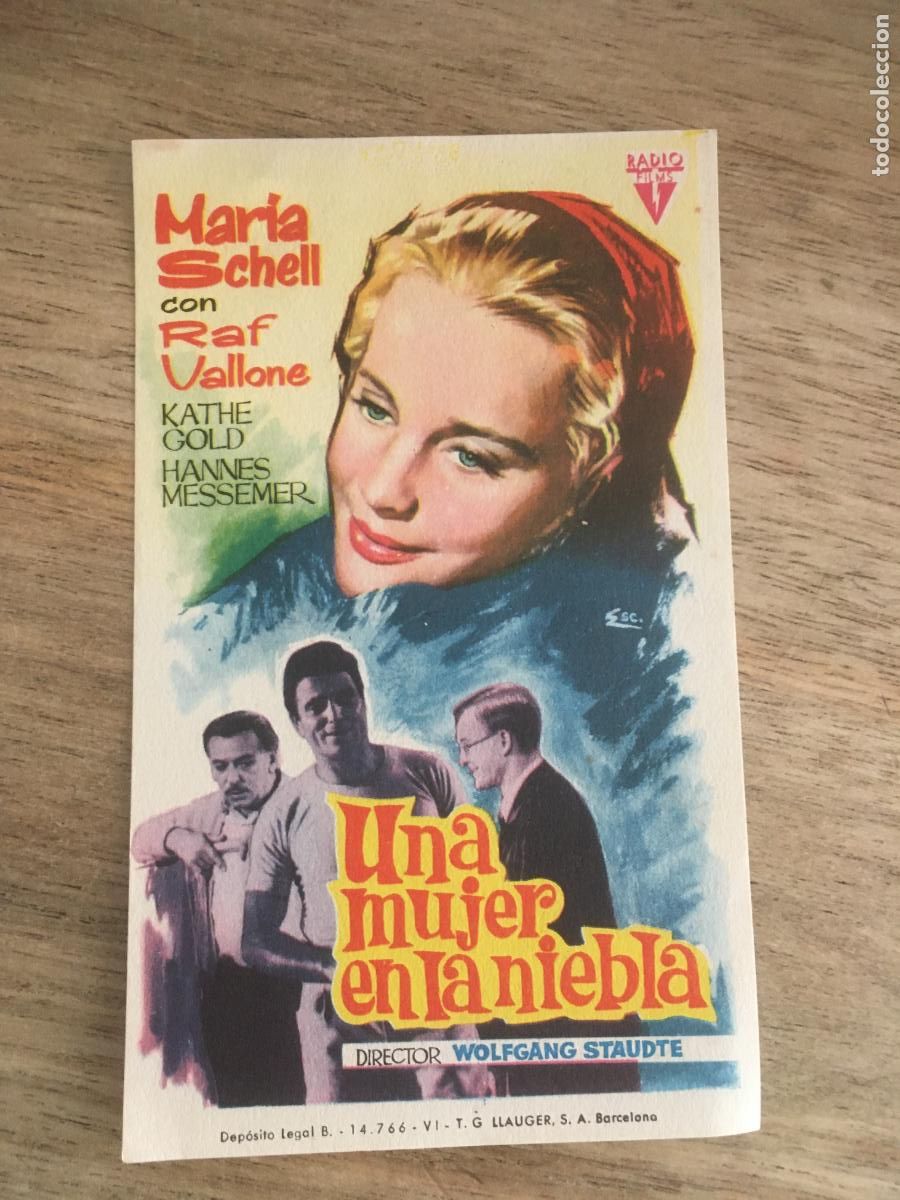 todocoleccion
RADIO
FILMS
Maria
Schell
con
Raf
Vallone
KATHE
GOLD
HANNES
MESSEMER
Esc.
Una
mujer
en la niebla
DIRECTOR WOLFGANG STAUDTE
Depósito Legal B. - 14.766 - VI - T. G LLAUGER, S. A. Barcelona